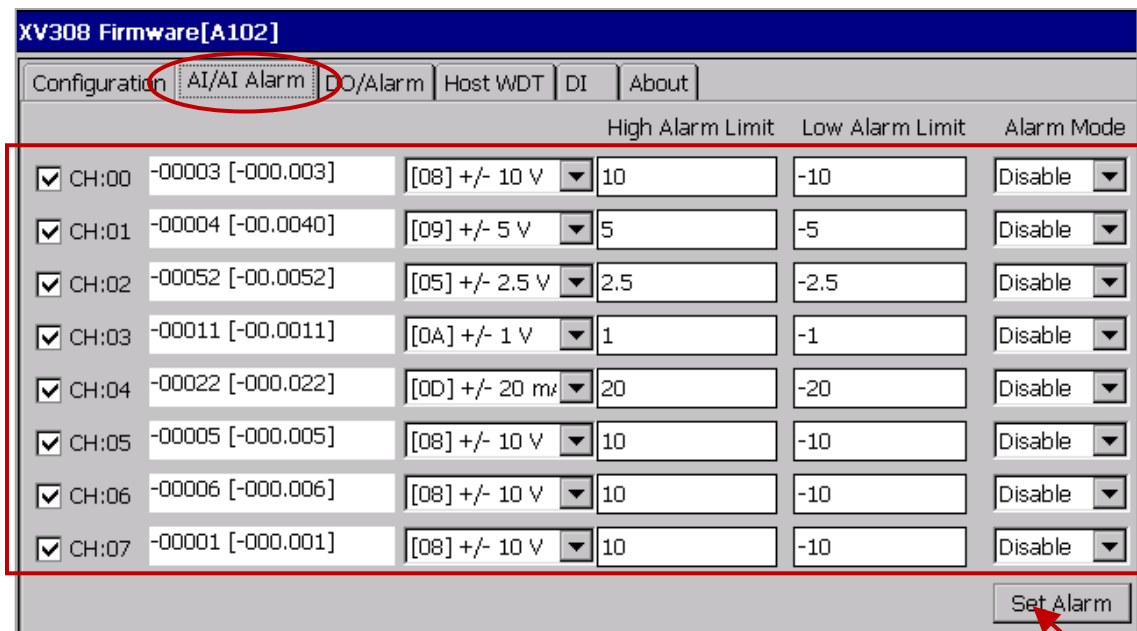 XV308 Firmware[A102]
Configuration AI/AI Alarm DO/Alarm Host WDT DI About
High Alarm Limit Low Alarm Limit Alarm Mode
CH:00 -00003 [-000.003] [08] +/- 10 V 10 -10 Disable
CH:01 -00004 [-00.0040] [09] +/- 5 V 5 -5 Disable
CH:02 -00052 [-00.0052] [05] +/- 2.5 V 2.5 -2.5 Disable
CH:03 -00011 [-00.0011] [0A] +/- 1 V 1 -1 Disable
CH:04 -00022 [-000.022] [0D] +/- 20 mA 20 -20 Disable
CH:05 -00005 [-000.005] [08] +/- 10 V 10 -10 Disable
CH:06 -00006 [-000.006] [08] +/- 10 V 10 -10 Disable
CH:07 -00001 [-000.001] [08] +/- 10 V 10 -10 Disable
Set Alarm